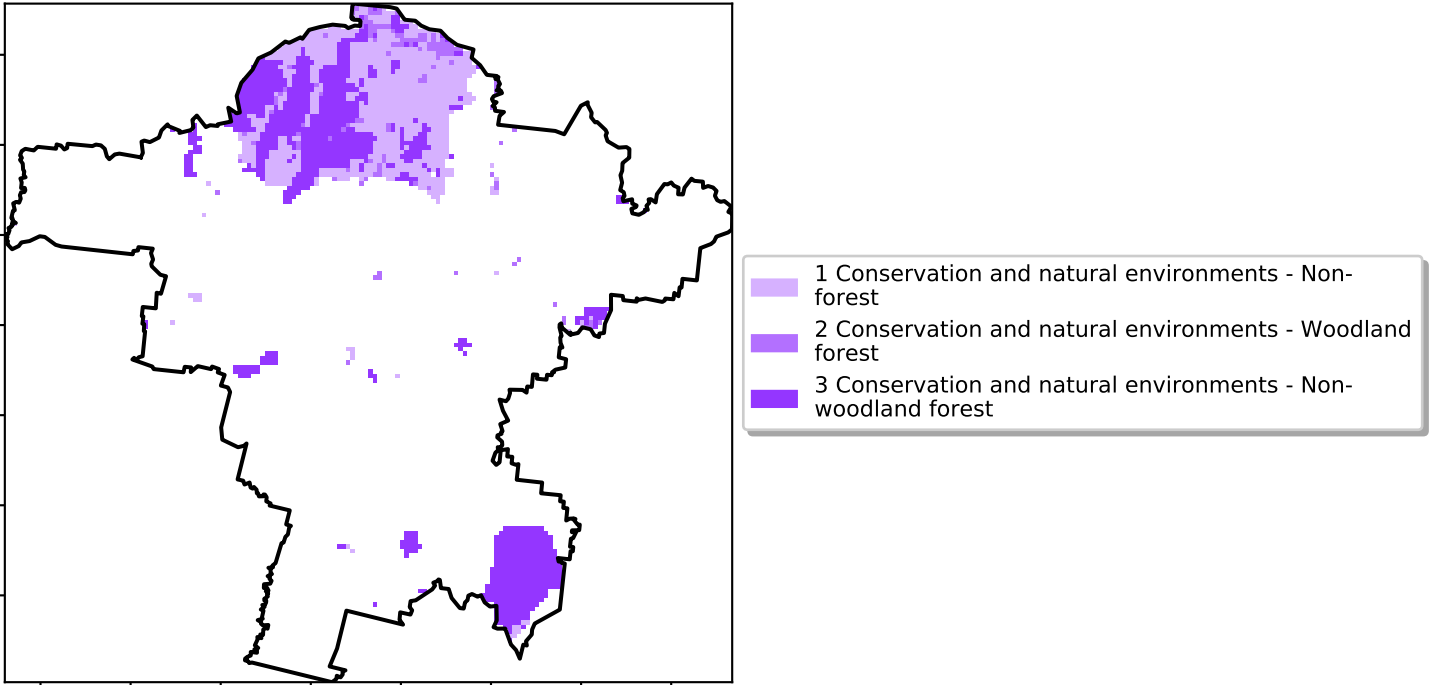 1 Conservation and natural environments - Non-
forest
2 Conservation and natural environments - Woodland
forest
3 Conservation and natural environments - Non-
woodland forest